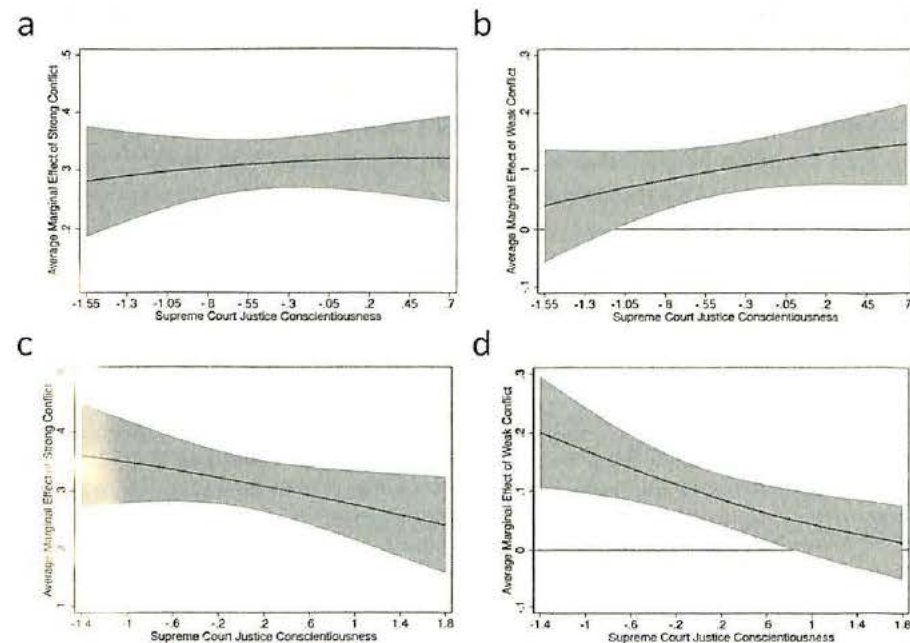 a
b
Average Marginal Effect of Strong Conflict
.2 .3 .4 .5
-1.55 -1.3 -1.05 -.8 -.55 -.3 -.05 .2 .45 .7
Supreme Court Justice Conscientiousness
Average Marginal Effect of Weak Conflict
-.1 0 .1 .2 .3
-1.55 -1.3 -1.05 -.8 -.55 -.3 -.05 .2 .45 .7
Supreme Court Justice Conscientiousness
c
d
Average Marginal Effect of Strong Conflict
.1 .2 .3 .4
-1.4 -1 -.6 -.2 .2 .6 1 1.4 1.8
Supreme Court Justice Conscientiousness
Average Marginal Effect of Weak Conflict
-.1 0 .1 .2 .3
-1.4 -1 -.6 -.2 .2 .6 1 1.4 1.8
Supreme Court Justice Conscientiousness